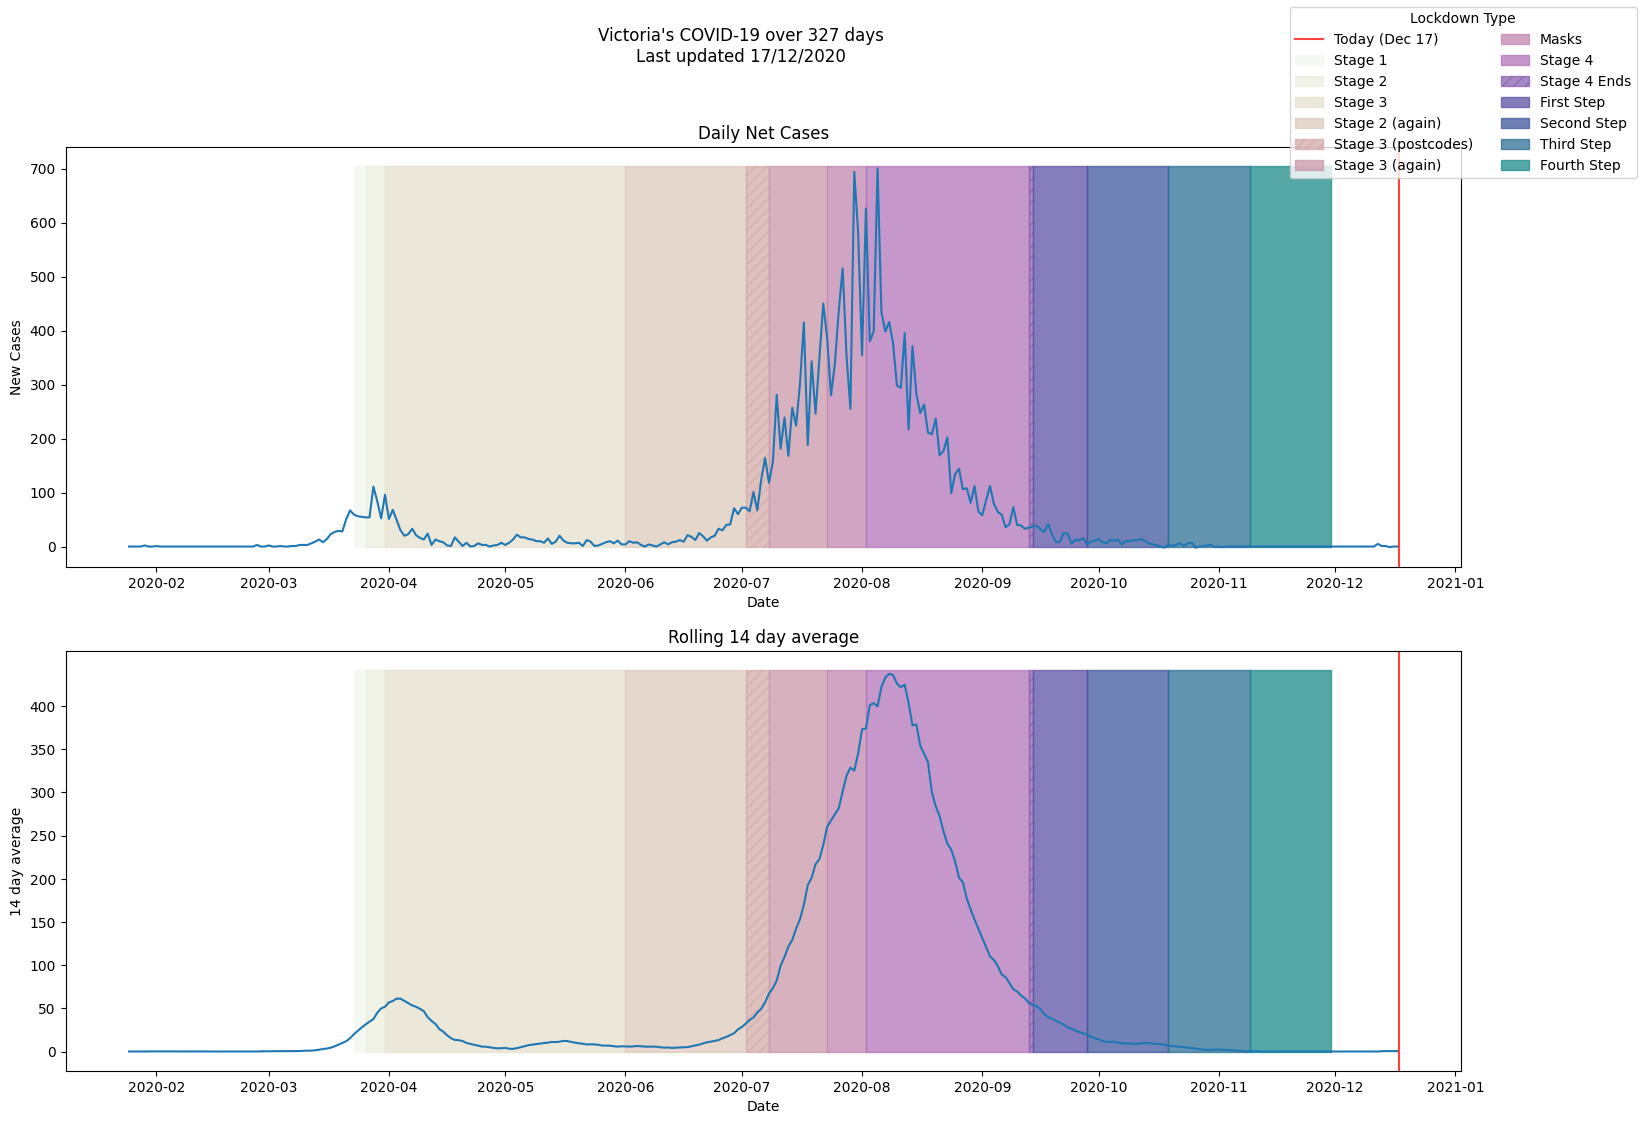 Victoria's COVID-19 over 327 days
Last updated 17/12/2020
Lockdown Type
Today (Dec 17)
Stage 1
Stage 2
Stage 3
Stage 2 (again)
Stage 3 (postcodes)
Stage 3 (again)
Masks
Stage 4
Stage 4 Ends
First Step
Second Step
Third Step
Fourth Step
Daily Net Cases
New Cases
700
600
500
400
300
200
100
0
2020-02 2020-03 2020-04 2020-05 2020-06 2020-07 2020-08 2020-09 2020-10 2020-11 2020-12 2021-01
Date
Rolling 14 day average
14 day average
400
350
300
250
200
150
100
50
0
2020-02 2020-03 2020-04 2020-05 2020-06 2020-07 2020-08 2020-09 2020-10 2020-11 2020-12 2021-01
Date